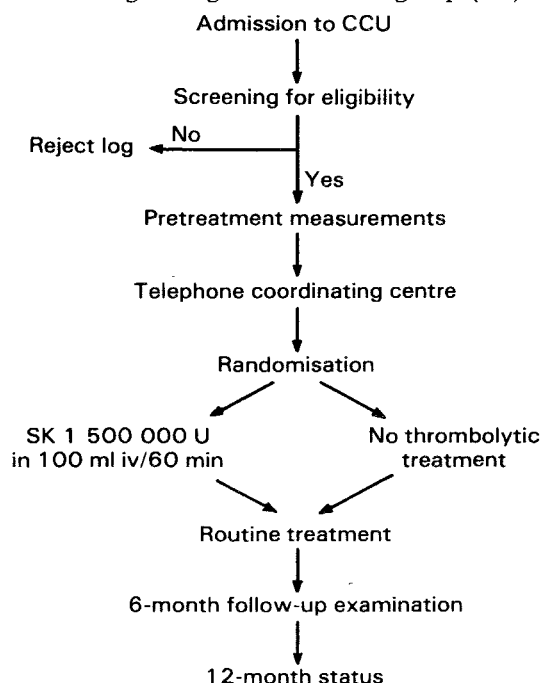 Admission to CCU
Screening for eligibility
No
Reject log
Yes
Pretreatment measurements
Telephone coordinating centre
Randomisation
SK 1 500 000 U
in 100 ml iv/60 min
No thrombolytic
treatment
Routine treatment
6-month follow-up examination
12-month status